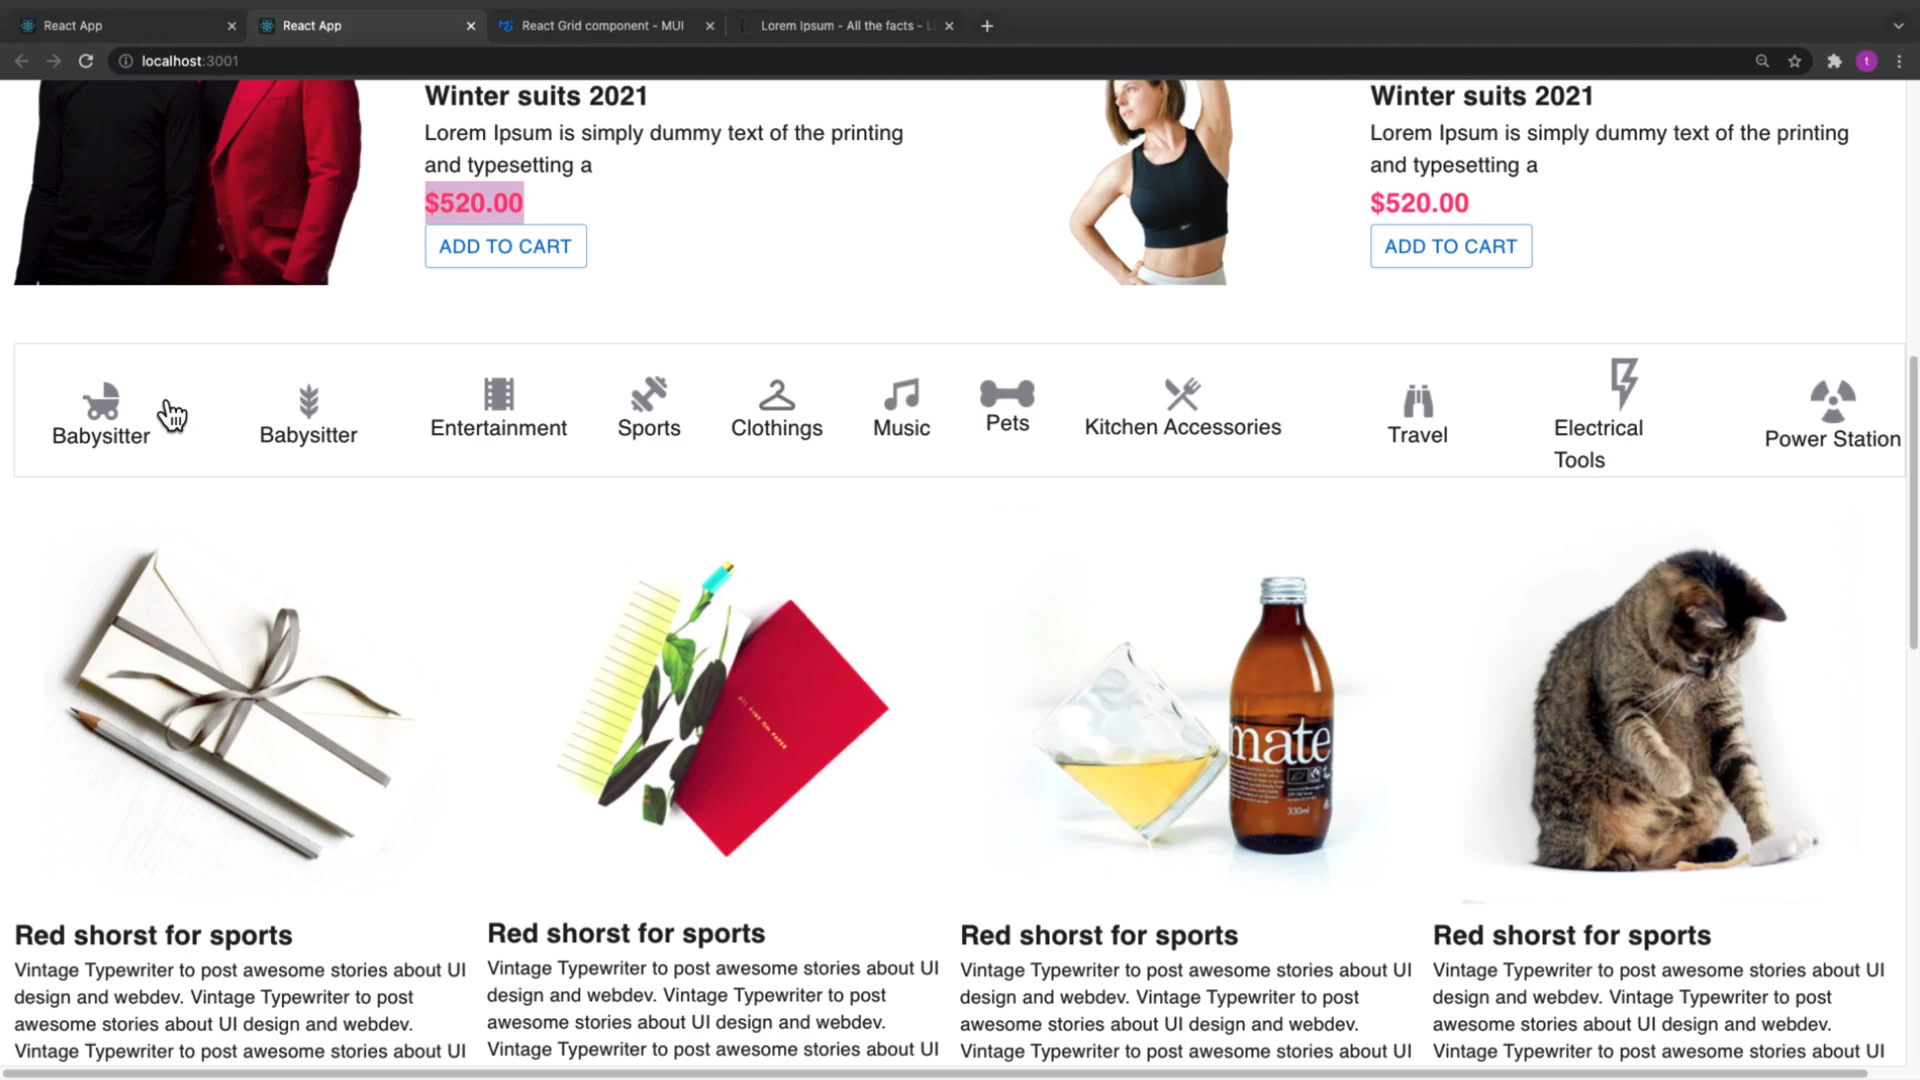 React App
React App
React Grid component - MUI
Lorem Ipsum - All the facts - L
localhost:3001
t
Winter suits 2021
Lorem Ipsum is simply dummy text of the printing
and typesetting a
$520.00
ADD TO CART
Winter suits 2021
Lorem Ipsum is simply dummy text of the printing
and typesetting a
$520.00
ADD TO CART
Babysitter
Babysitter
Entertainment
Sports
Clothings
Music
Pets
Kitchen Accessories
Travel
Electrical
Tools
Power Station
ALL FINE ON PAPER
mate
330ml
Red shorst for sports
Vintage Typewriter to post awesome stories about UI
design and webdev. Vintage Typewriter to post
awesome stories about UI design and webdev.
Vintage Typewriter to post awesome stories about UI
Red shorst for sports
Vintage Typewriter to post awesome stories about UI
design and webdev. Vintage Typewriter to post
awesome stories about UI design and webdev.
Vintage Typewriter to post awesome stories about UI
Red shorst for sports
Vintage Typewriter to post awesome stories about UI
design and webdev. Vintage Typewriter to post
awesome stories about UI design and webdev.
Vintage Typewriter to post awesome stories about UI
Red shorst for sports
Vintage Typewriter to post awesome stories about UI
design and webdev. Vintage Typewriter to post
awesome stories about UI design and webdev.
Vintage Typewriter to post awesome stories about UI